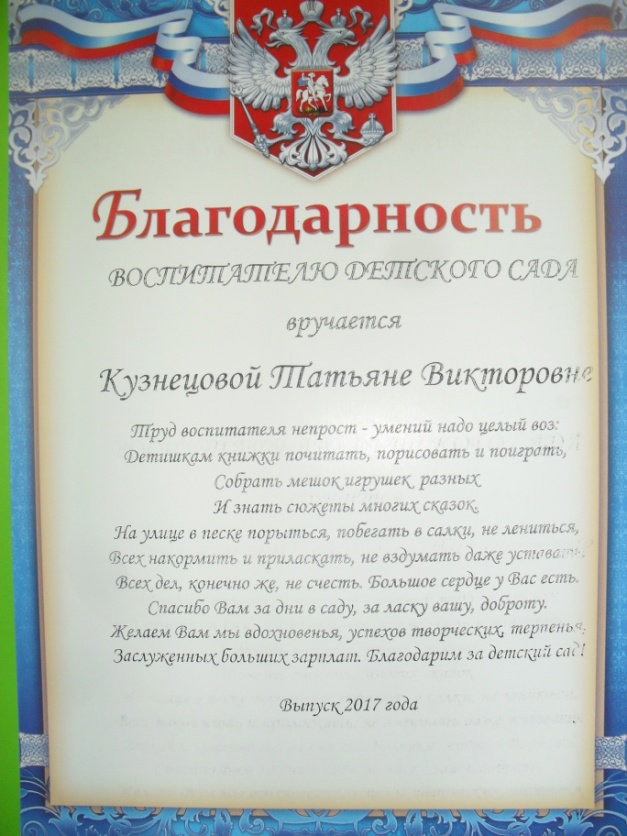 Благодарность
ВОСПИТАТЕЛЮ ДЕТСКОГО САДА
вручается
Кузнецовой Татьяне Викторовне
Труд воспитателя непрост - умений надо целый воз:
Детишкам книжки почитать, порисовать и поиграть,
Собрать мешок игрушек разных
И знать сюжеты многих сказок.
На улице в песке порыться, побегать в салки, не лениться,
Всех накормить и приласкать, не вздумать даже уставать!
Всех дел, конечно же, не счесть. Большое сердце у Вас есть.
Спасибо Вам за дни в саду, за ласку вашу, доброту.
Желаем Вам мы вдохновенья, успехов творческих, терпенья,
Заслуженных больших зарплат. Благодарим за детский сад!
Выпуск 2017 года